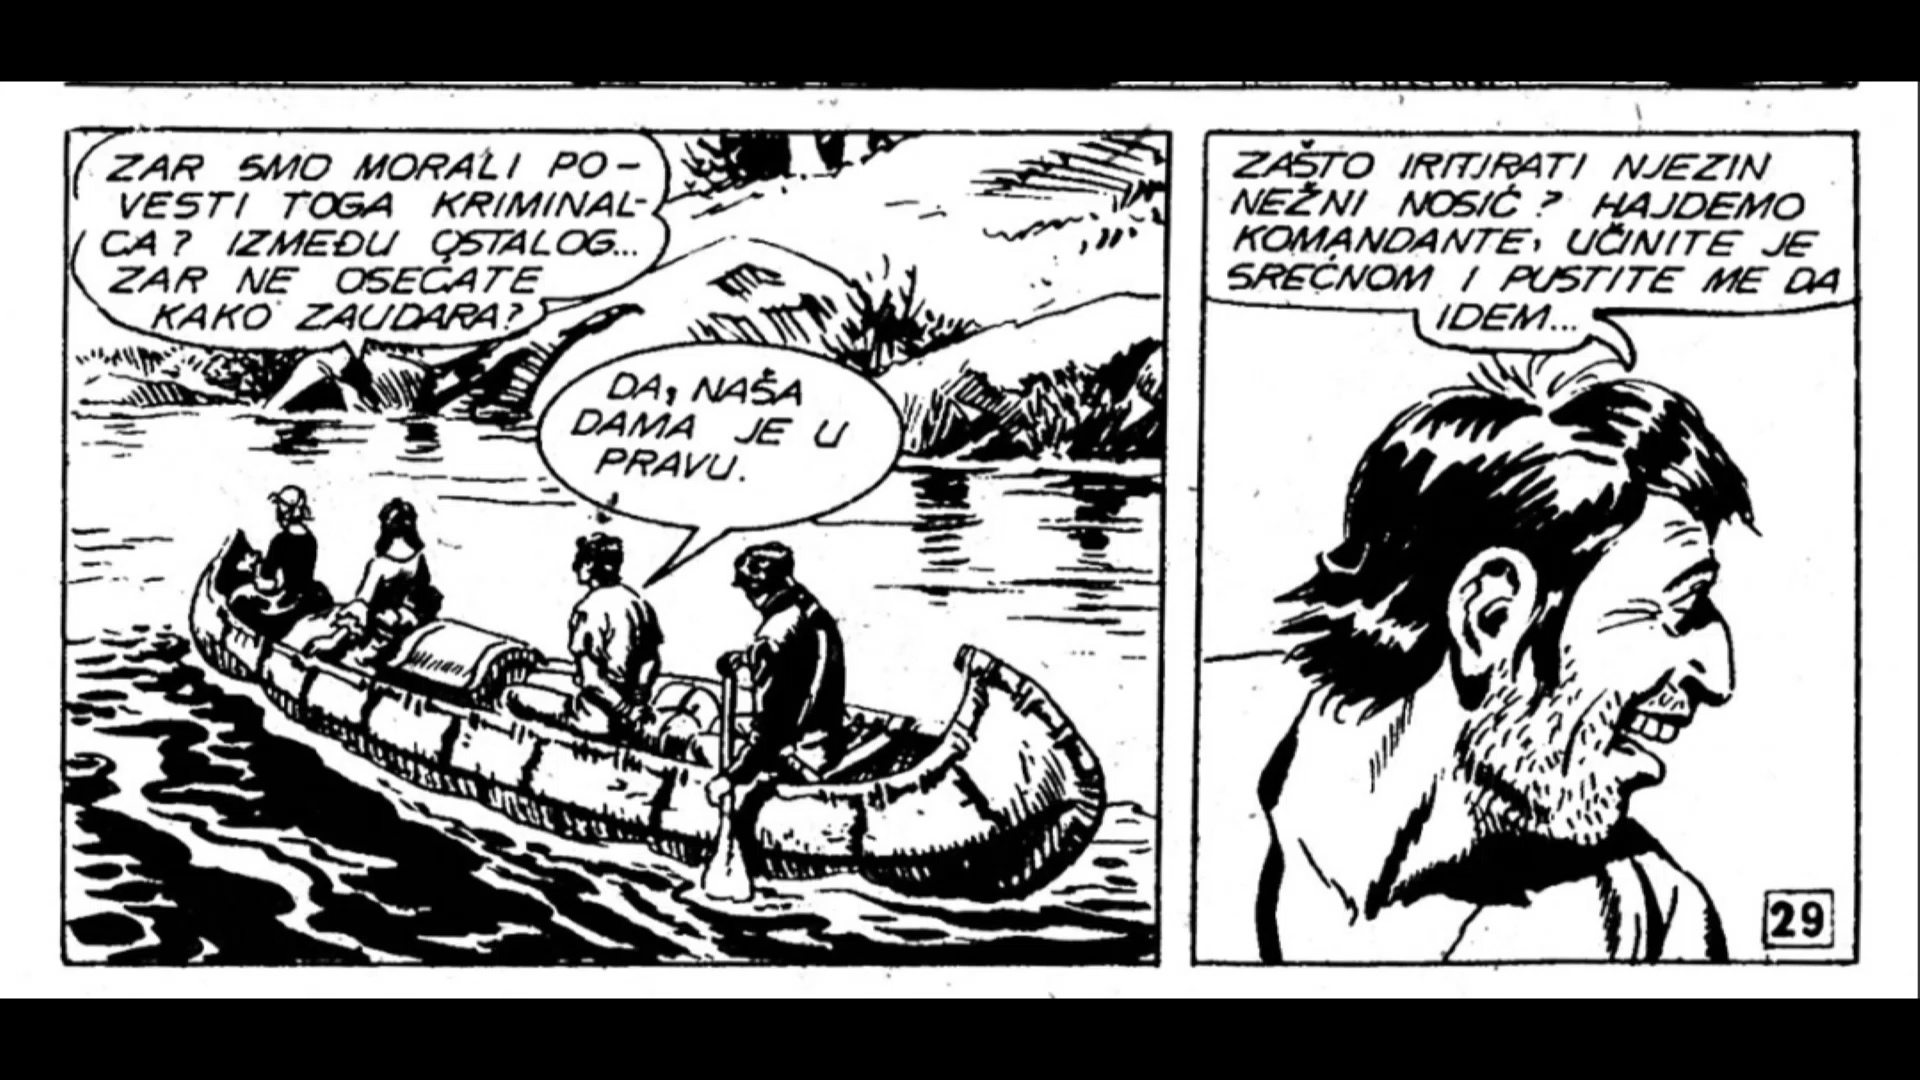 ZAR SMO MORALI PO-
VESTI TOGA KRIMINAL-
CA? IZMEĐU OSTALOG...
ZAR NE OSEĆATE
KAKO ZAUDARA?
DA, NAŠA
DAMA JE U
PRAVU.
ZAŠTO IRITIRATI NJEZIN
NEŽNI NOSIĆ? HAJDEMO
KOMANDANTE, UČINITE JE
SREĆNOM I PUSTITE ME DA
IDEM...
29